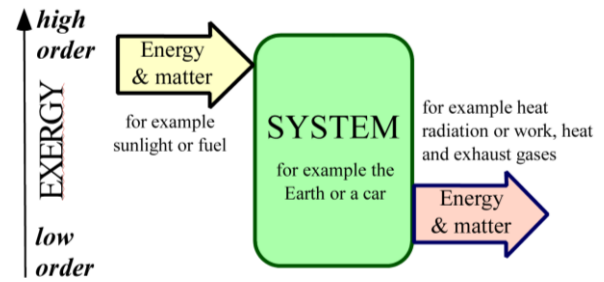 high
order
EXERGY
low
order
Energy
& matter
for example
sunlight or fuel
SYSTEM
for example the
Earth or a car
for example heat
radiation or work, heat
and exhaust gases
Energy
& matter